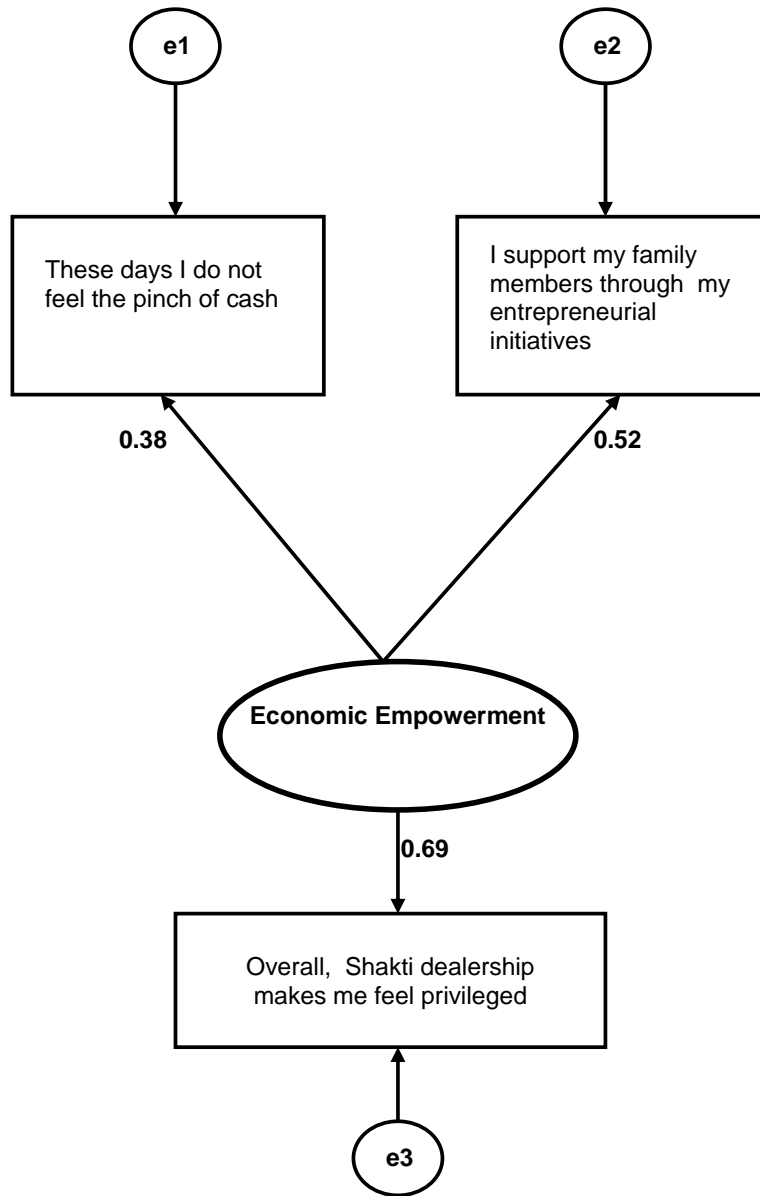 e1
e2
These days I do not
feel the pinch of cash
I support my family
members through  my
entrepreneurial
initiatives
0.38
0.52
Economic Empowerment
0.69
Overall,  Shakti dealership
makes me feel privileged
e3